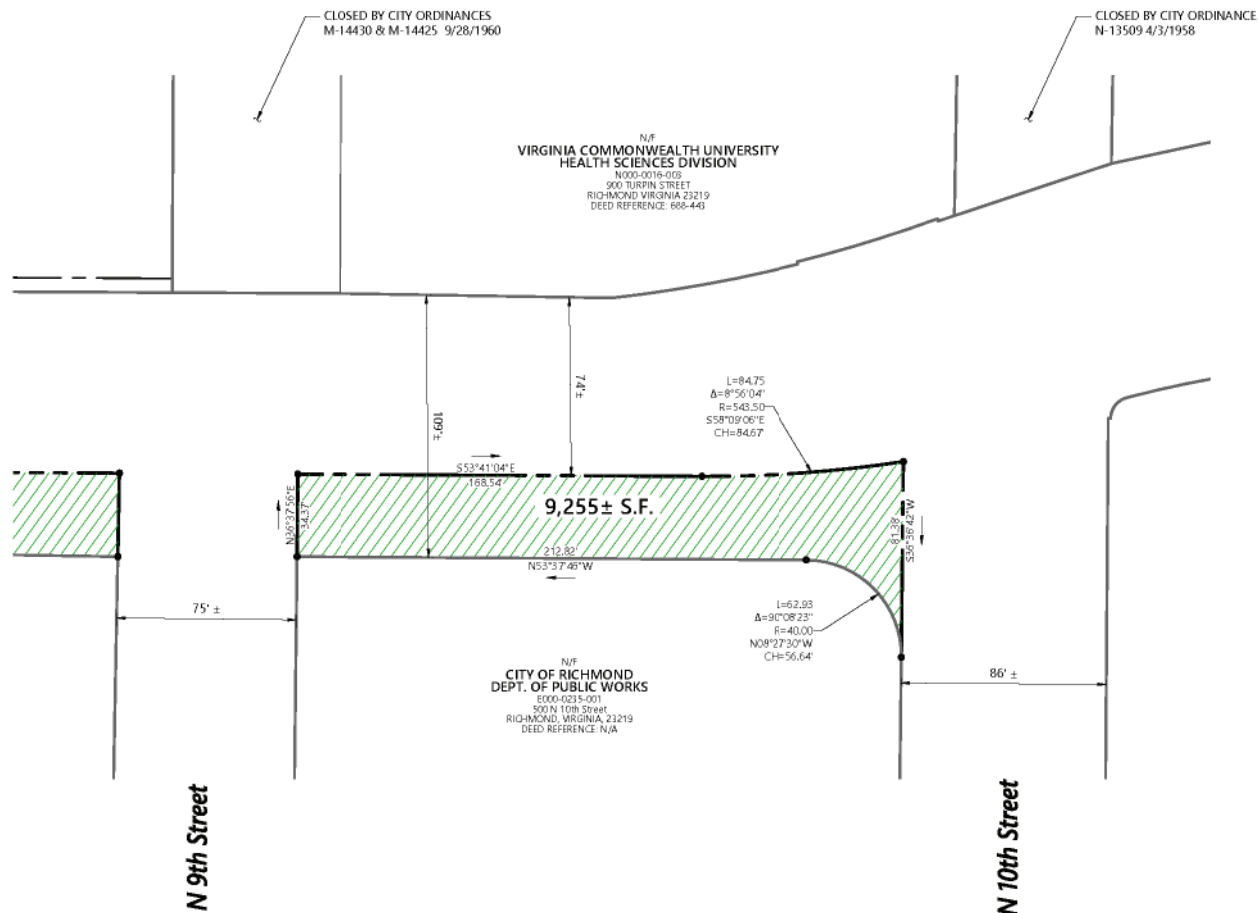 CLOSED BY CITY ORDINANCES
M-14430 & M-14425 9/28/1960
CLOSED BY CITY ORDINANCE
N-13509 4/3/1958
N/F
VIRGINIA COMMONWEALTH UNIVERSITY
HEALTH SCIENCES DIVISION
N000-0016-003
900 TURPIN STREET
RICHMOND VIRGINIA 23219
DEED REFERENCE: 688-443
109'±
74'±
L=84.75
Δ=8°56'04"
R=543.50
S58°09'06"E
CH=84.67'
S53°41'04"E
168.54'
N36°37'56"E
34.37'
9,255± S.F.
81.38'
S36°36'42"W
212.82'
N53°37'46"W
75' ±
L=62.93
Δ=90°08'23"
R=40.00
N08°27'30"W
CH=56.64'
N/F
CITY OF RICHMOND
DEPT. OF PUBLIC WORKS
E000-0235-001
500 N 10th Street
RICHMOND, VIRGINIA, 23219
DEED REFERENCE: N/A
86' ±
N 9th Street
N 10th Street